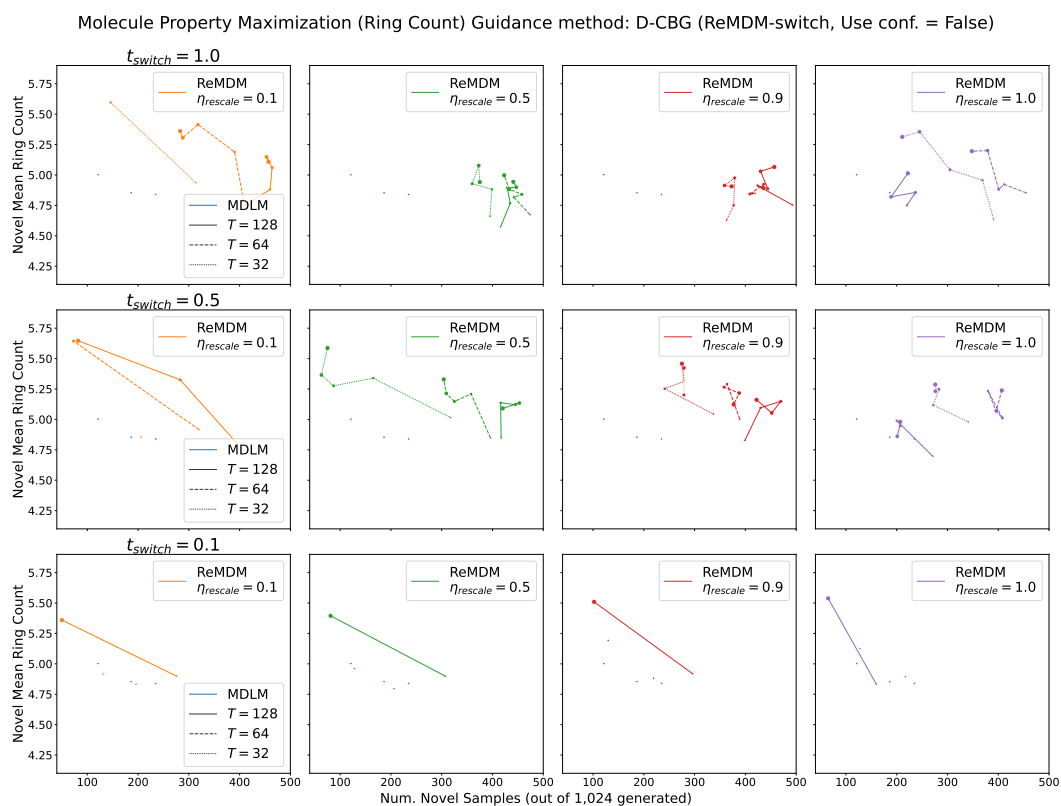 Molecule Property Maximization (Ring Count) Guidance method: D-CBG (ReMDM-switch, Use conf. = False)
t_switch = 1.0
Novel Mean Ring Count
5.75
5.50
5.25
5.00
4.75
4.50
4.25
ReMDM
η_rescale = 0.1
MDLM
T = 128
T = 64
T = 32
ReMDM
η_rescale = 0.5
ReMDM
η_rescale = 0.9
ReMDM
η_rescale = 1.0
t_switch = 0.5
Novel Mean Ring Count
5.75
5.50
5.25
5.00
4.75
4.50
4.25
ReMDM
η_rescale = 0.1
MDLM
T = 128
T = 64
T = 32
ReMDM
η_rescale = 0.5
ReMDM
η_rescale = 0.9
ReMDM
η_rescale = 1.0
t_switch = 0.1
Novel Mean Ring Count
5.75
5.50
5.25
5.00
4.75
4.50
4.25
ReMDM
η_rescale = 0.1
MDLM
T = 128
T = 64
T = 32
ReMDM
η_rescale = 0.5
ReMDM
η_rescale = 0.9
ReMDM
η_rescale = 1.0
100 200 300 400 500 100 200 300 400 500 100 200 300 400 500 100 200 300 400 500
Num. Novel Samples (out of 1,024 generated)